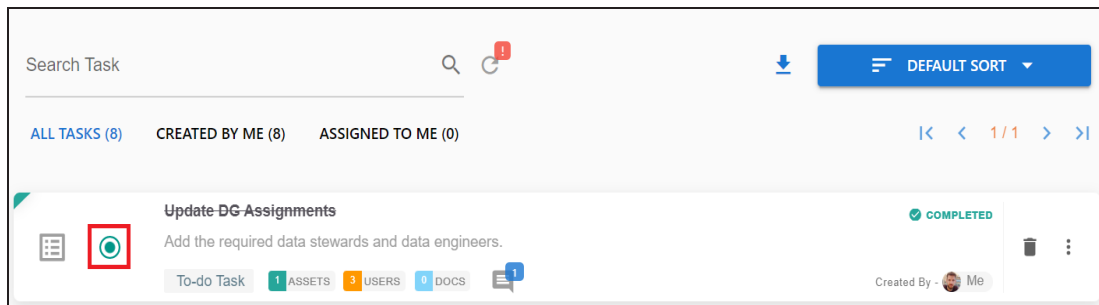 Search Task
!
DEFAULT SORT
ALL TASKS (8) CREATED BY ME (8) ASSIGNED TO ME (0) 1 / 1
Update DG Assignments
COMPLETED
Add the required data stewards and data engineers.
To-do Task 1 ASSETS 3 USERS 0 DOCS 1
Created By - Me